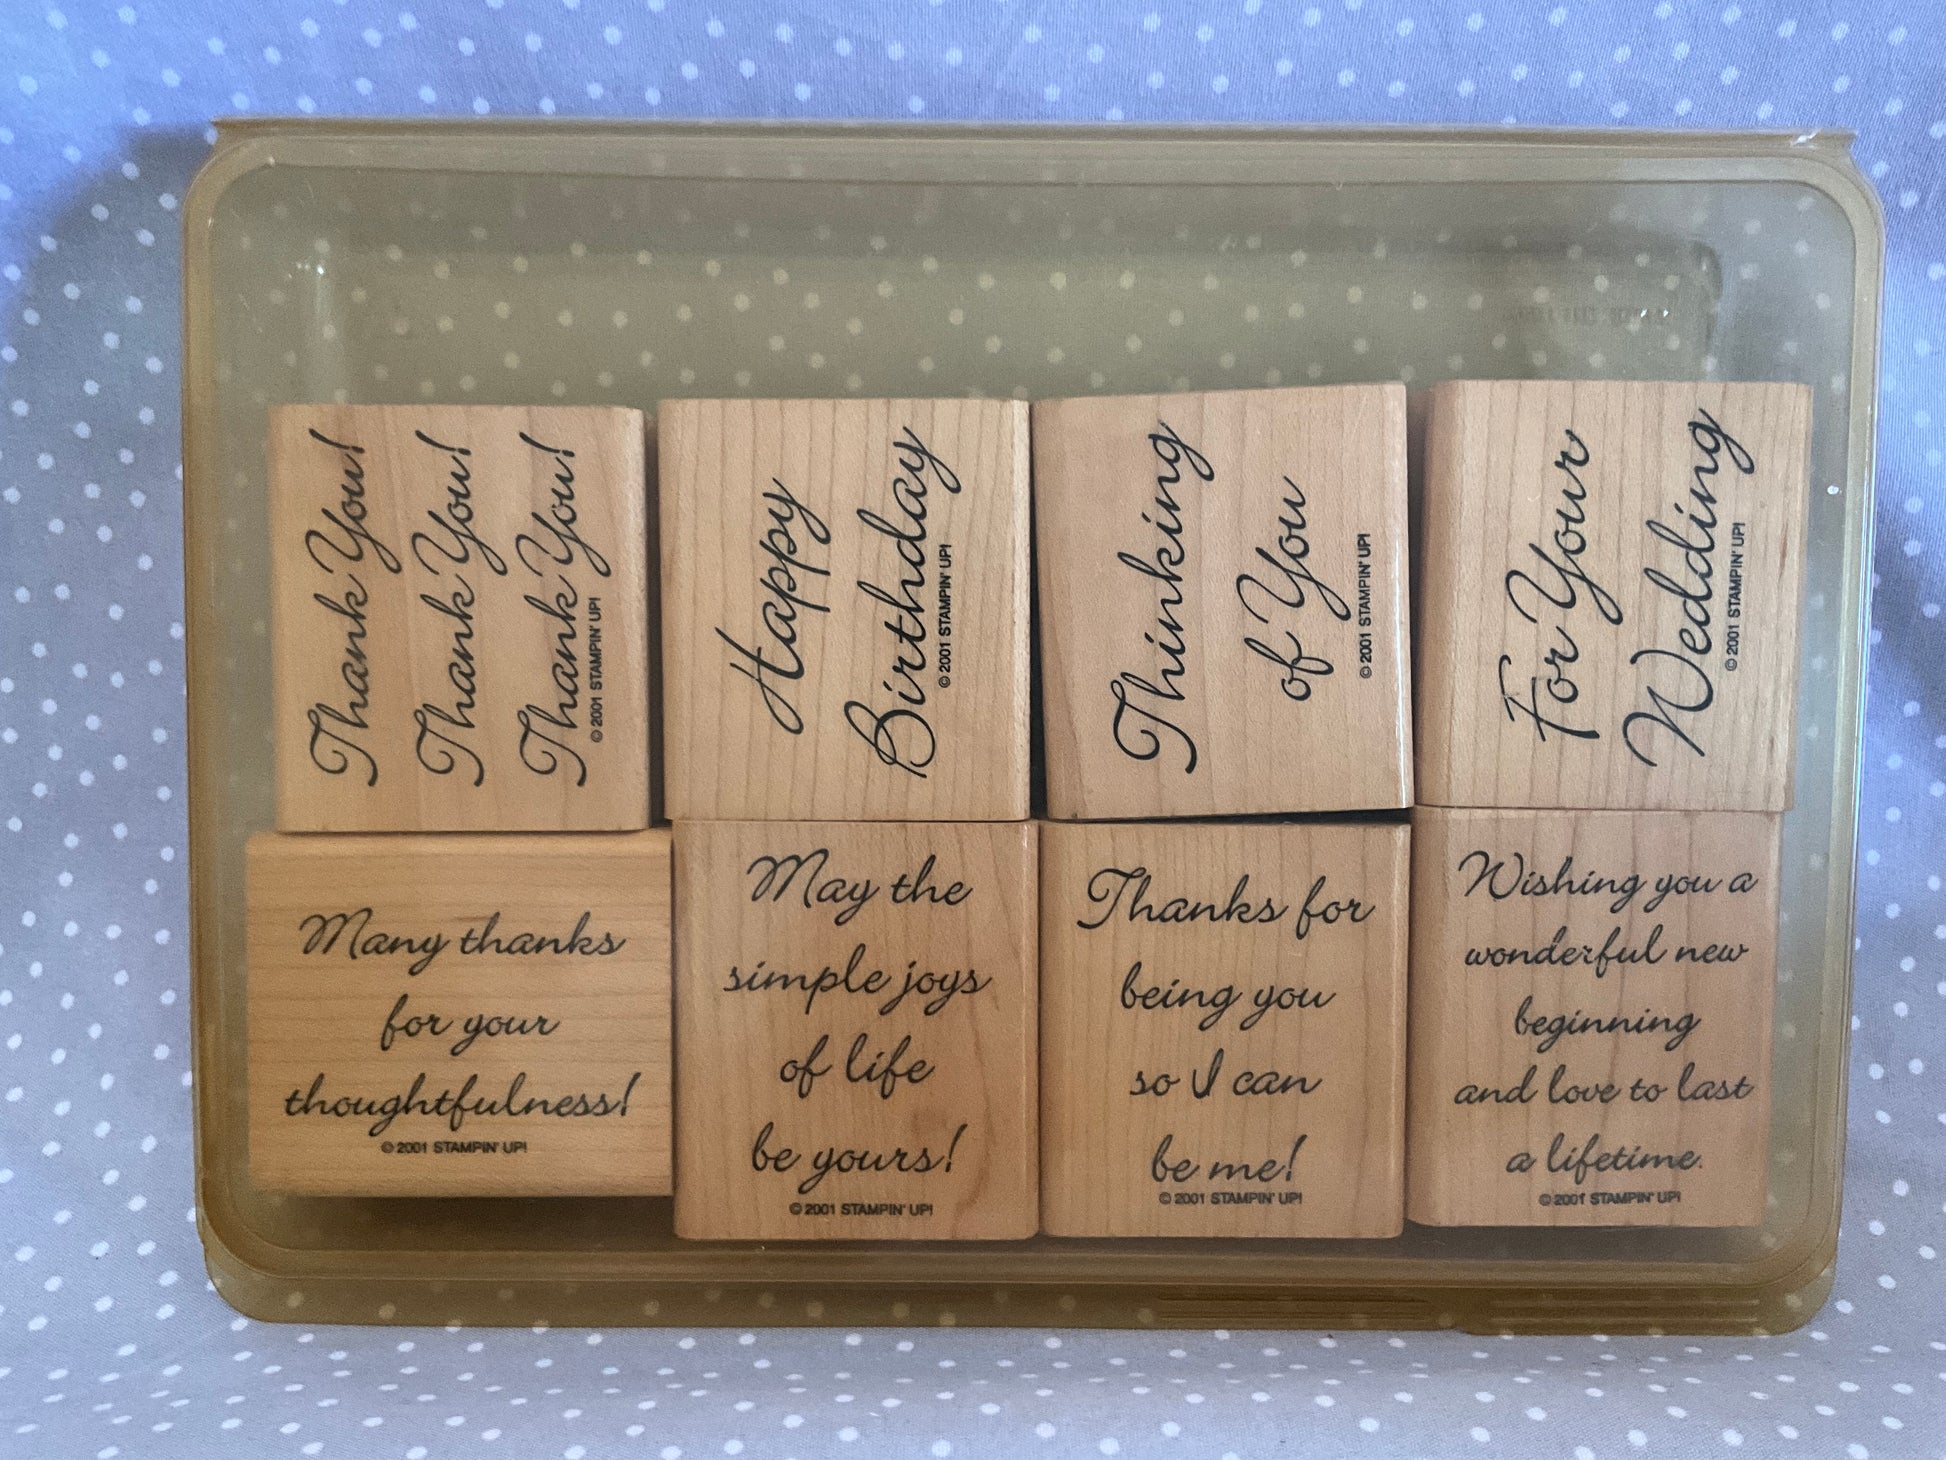 Thank You!
Thank You!
Thank You!
© 2001 STAMPIN' UP!
Happy
Birthday
© 2001 STAMPIN' UP!
Thinking
of You
© 2001 STAMPIN' UP!
For Your
Wedding
© 2001 STAMPIN' UP!
Many thanks
for your
thoughtfulness!
© 2001 STAMPIN' UP!
May the
simple joys
of life
be yours!
© 2001 STAMPIN' UP!
Thanks for
being you
so I can
be me!
© 2001 STAMPIN' UP!
Wishing you a
wonderful new
beginning
and love to last
a lifetime.
© 2001 STAMPIN' UP!